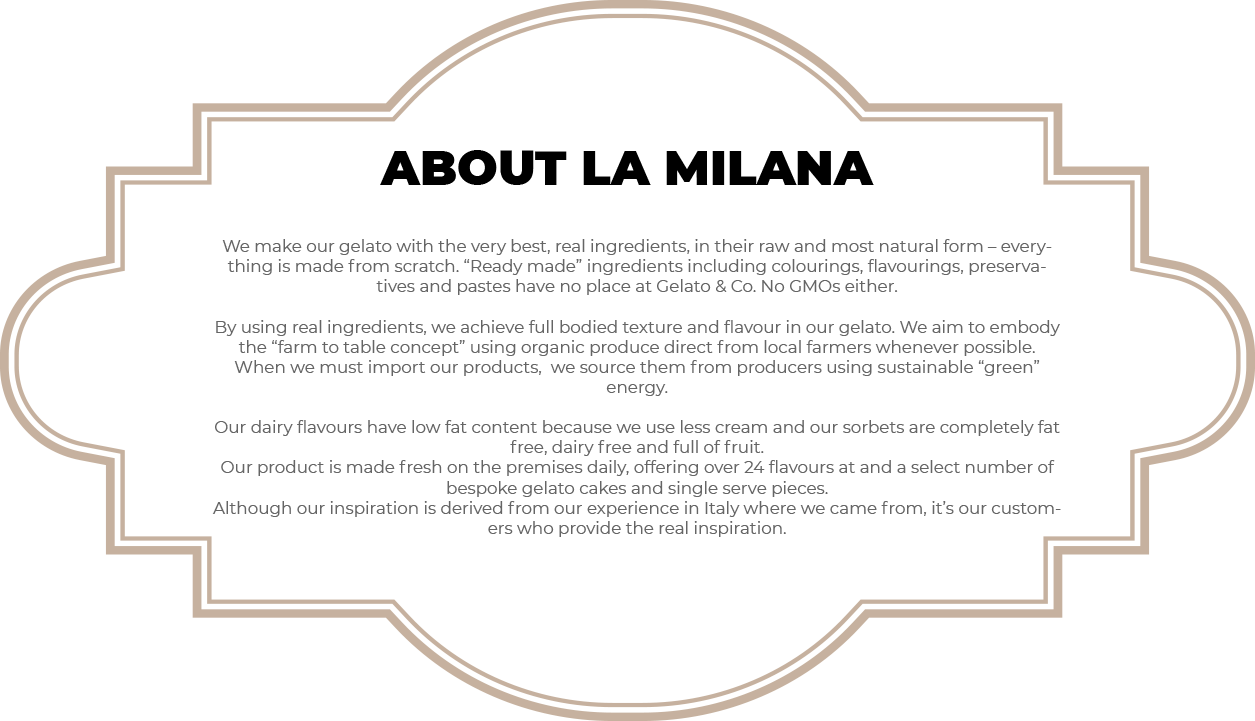 ABOUT LA MILANA
We make our gelato with the very best, real ingredients, in their raw and most natural form – every-
thing is made from scratch. “Ready made” ingredients including colourings, flavourings, preserva-
tives and pastes have no place at Gelato & Co. No GMOs either.
By using real ingredients, we achieve full bodied texture and flavour in our gelato. We aim to embody
the “farm to table concept” using organic produce direct from local farmers whenever possible.
When we must import our products,  we source them from producers using sustainable “green”
energy.
Our dairy flavours have low fat content because we use less cream and our sorbets are completely fat
free, dairy free and full of fruit.
Our product is made fresh on the premises daily, offering over 24 flavours at and a select number of
bespoke gelato cakes and single serve pieces.
Although our inspiration is derived from our experience in Italy where we came from, it’s our custom-
ers who provide the real inspiration.